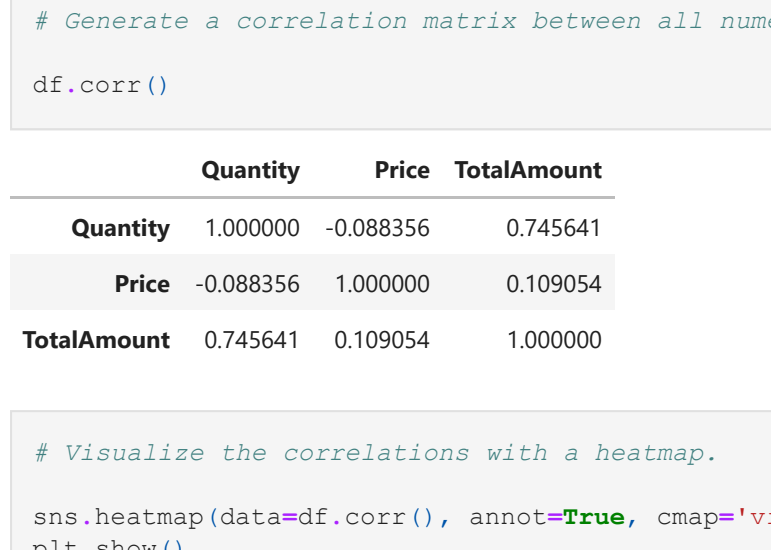 # Generate a correlation matrix between all
df.corr()
Quantity Price TotalAmount
Quantity 1.000000 -0.088356 0.745641
Price -0.088356 1.000000 0.109054
TotalAmount 0.745641 0.109054 1.000000
# Visualize the correlations with a heatmap.
sns.heatmap(data=df.corr(), annot=True, cmap='
plt.show()